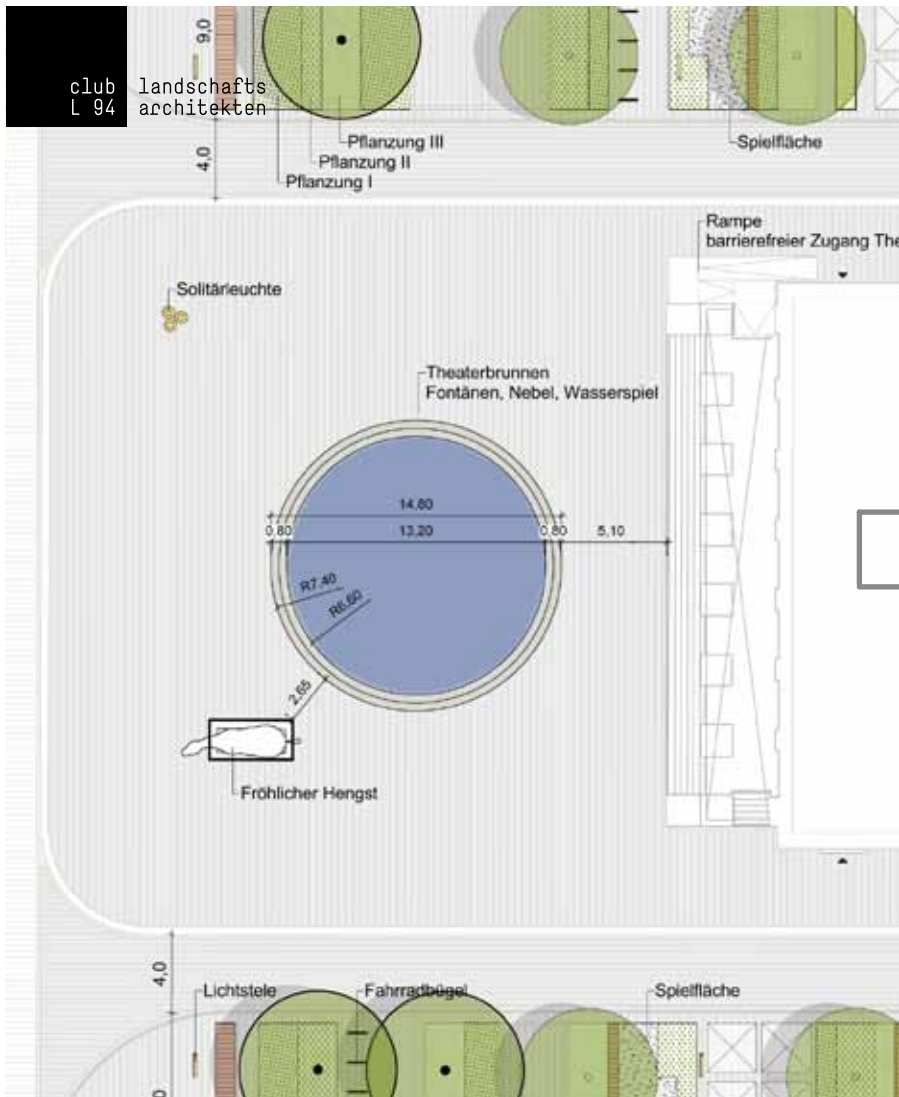 club landschafts
L 94 architekten
9,0
4,0
Pflanzung III
Pflanzung II
Pflanzung I
Spielfläche
Rampe
barrierefreier Zugang The
Solitärleuchte
Theaterbrunnen
Fontänen, Nebel, Wasserspiel
14,80
0,80 13,20 0,80 5,10
R7,40
R6,60
2,65
Fröhlicher Hengst
4,0
Lichtstele Fahrradbügel Spielfläche
0